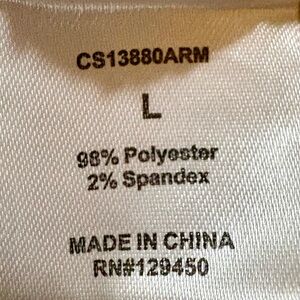 CS13880ARM
L
98% Polyester
2% Spandex
MADE IN CHINA
RN#129450